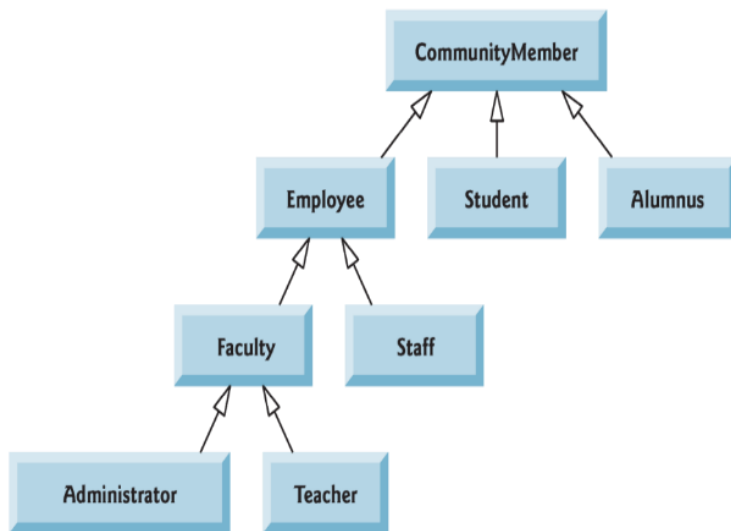 CommunityMember
Employee
Student
Alumnus
Faculty
Staff
Administrator
Teacher